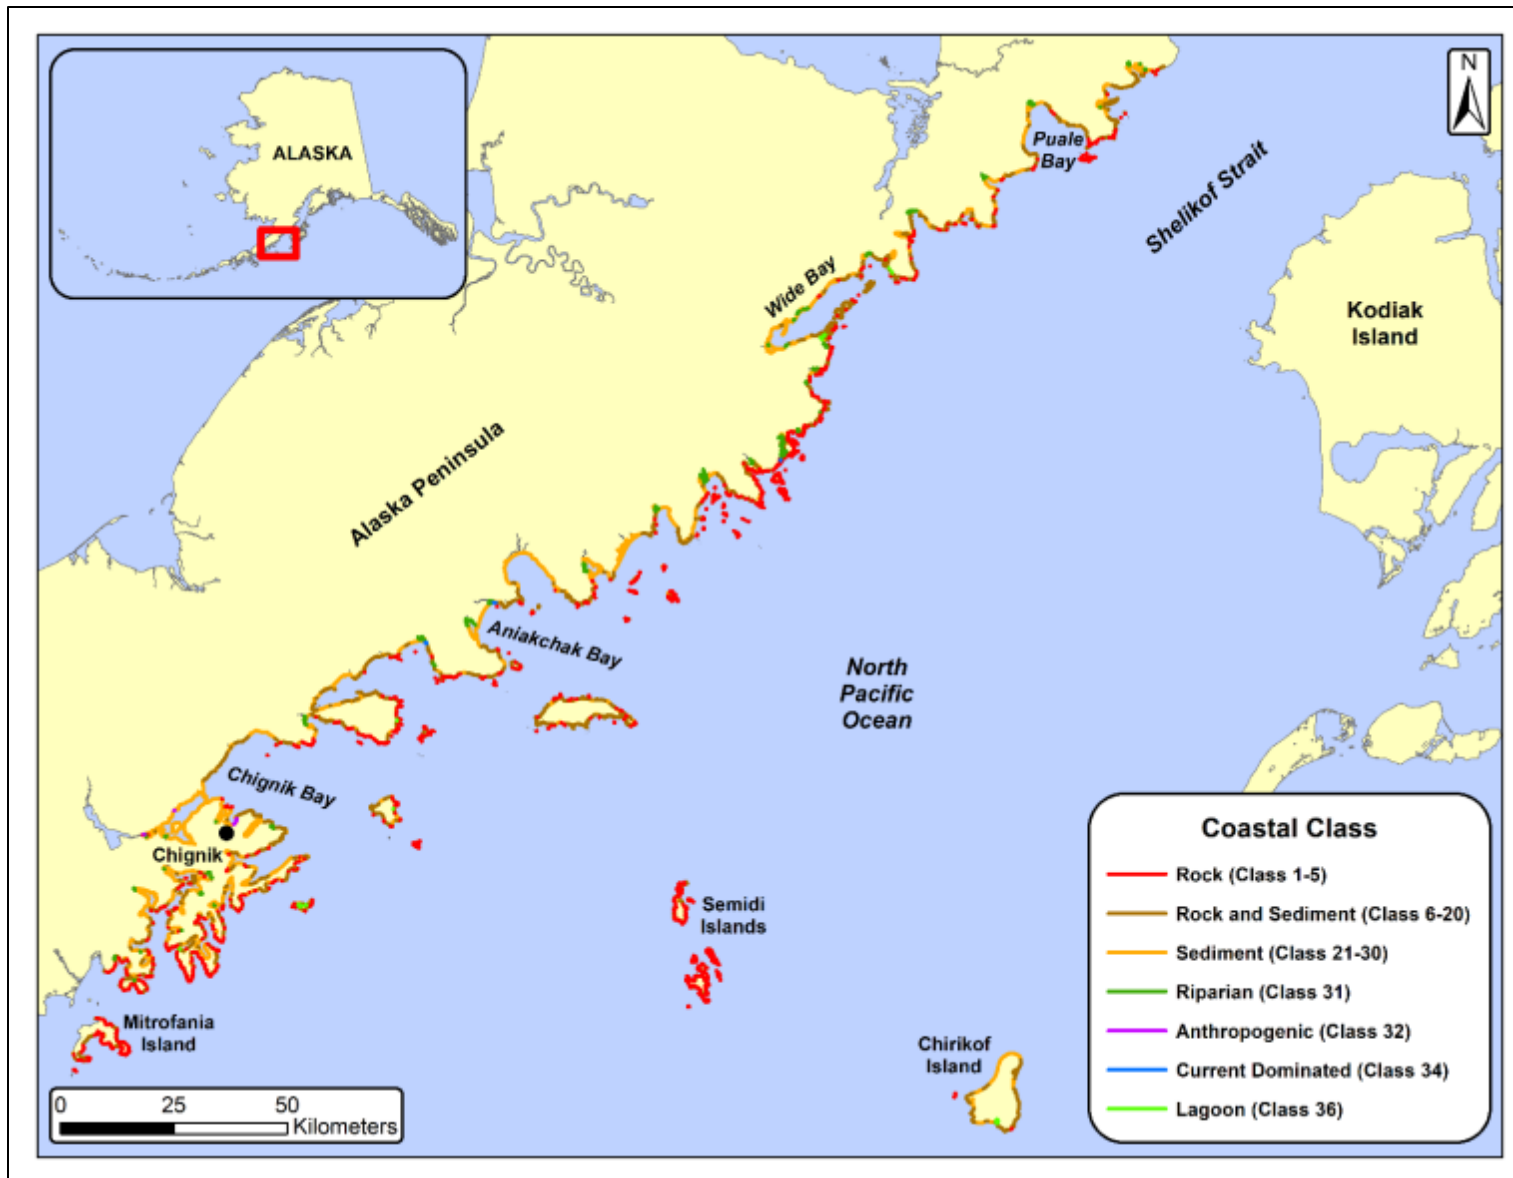 ALASKA
N
Puale
Bay
Shelikof Strait
Wide Bay
Kodiak
Island
Alaska Peninsula
Aniakchak Bay
North
Pacific
Ocean
Chignik Bay
Chignik
Semidi
Islands
Mitrofania
Island
Chirikof
Island
Coastal Class
Rock (Class 1-5)
Rock and Sediment (Class 6-20)
Sediment (Class 21-30)
Riparian (Class 31)
Anthropogenic (Class 32)
Current Dominated (Class 34)
Lagoon (Class 36)
0 25 50
Kilometers